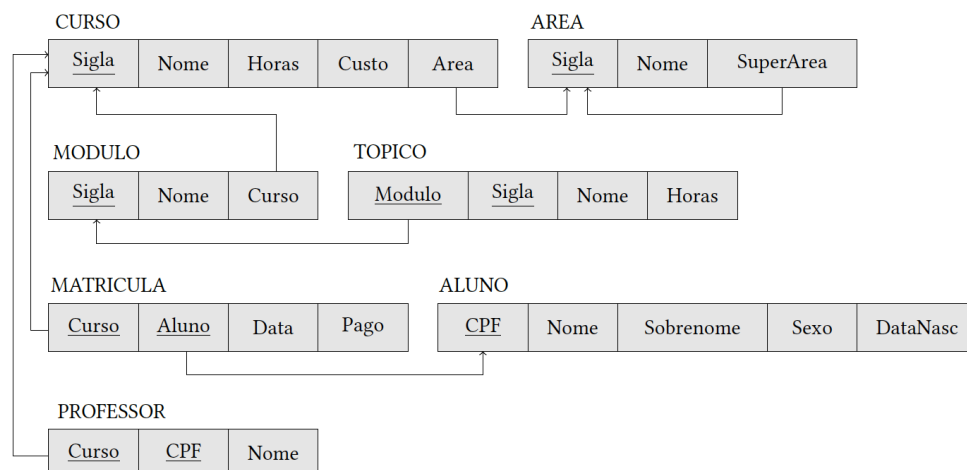 CURSO AREA
Sigla Nome Horas Custo Area Sigla Nome SuperArea
MODULO TOPICO
Sigla Nome Curso Modulo Sigla Nome Horas
MATRICULA ALUNO
Curso Aluno Data Pago CPF Nome Sobrenome Sexo DataNasc
PROFESSOR
Curso CPF Nome